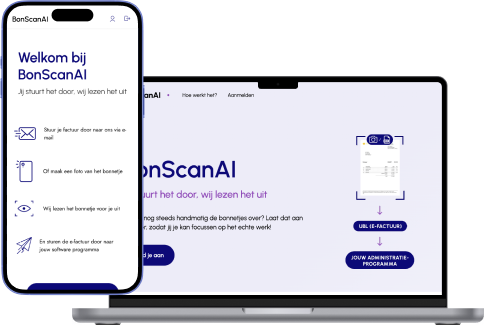 BonScanAI
Welkom bij
BonScanAI
Jij stuurt het door, wij lezen het uit
Stuur je factuur door naar ons via e-
mail
Of maak een foto van het bonnetje
Wij lezen het bonnetje voor je uit
En sturen de e-factuur door naar
jouw software programma
anAI
Hoe werkt het?
Aanmelden
onScanAI
uurt het door, wij lezen het uit
nog steeds handmatig de bonnetjes over? Laat dat aan
er, zodat jij je kan focussen op het echte werk!
d je aan
UBL (E-FACTUUR)
JOUW ADMINISTRATIE-
PROGRAMMA